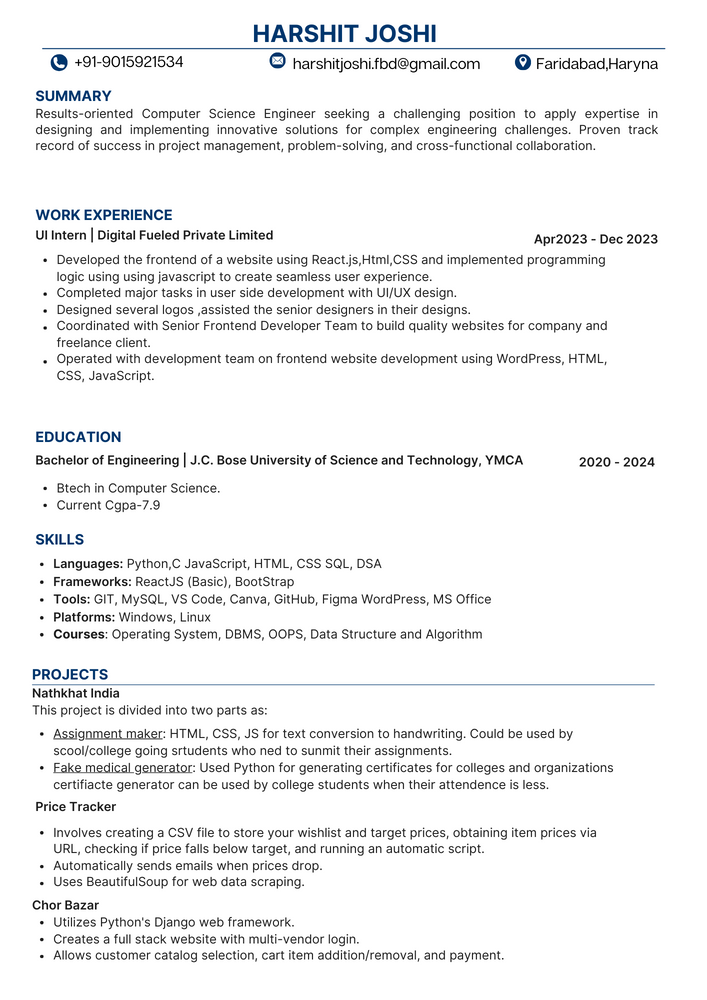 HARSHIT JOSHI
+91-9015921534 harshitjoshi.fbd@gmail.com Faridabad,Haryna
SUMMARY
Results-oriented Computer Science Engineer seeking a challenging position to apply expertise in
designing and implementing innovative solutions for complex engineering challenges. Proven track
record of success in project management, problem-solving, and cross-functional collaboration.
WORK EXPERIENCE
UI Intern | Digital Fueled Private Limited Apr2023 - Dec 2023
• Developed the frontend of a website using React.js,Html,CSS and implemented programming
logic using using javascript to create seamless user experience.
• Completed major tasks in user side development with UI/UX design.
• Designed several logos ,assisted the senior designers in their designs.
• Coordinated with Senior Frontend Developer Team to build quality websites for company and
freelance client.
• Operated with development team on frontend website development using WordPress, HTML,
CSS, JavaScript.
EDUCATION
Bachelor of Engineering | J.C. Bose University of Science and Technology, YMCA 2020 - 2024
• Btech in Computer Science.
• Current Cgpa-7.9
SKILLS
• Languages: Python,C JavaScript, HTML, CSS SQL, DSA
• Frameworks: ReactJS (Basic), BootStrap
• Tools: GIT, MySQL, VS Code, Canva, GitHub, Figma WordPress, MS Office
• Platforms: Windows, Linux
• Courses: Operating System, DBMS, OOPS, Data Structure and Algorithm
PROJECTS
Nathkhat India
This project is divided into two parts as:
• Assignment maker: HTML, CSS, JS for text conversion to handwriting. Could be used by
scool/college going srtudents who ned to sunmit their assignments.
• Fake medical generator: Used Python for generating certificates for colleges and organizations
certifiacte generator can be used by college students when their attendence is less.
Price Tracker
• Involves creating a CSV file to store your wishlist and target prices, obtaining item prices via
URL, checking if price falls below target, and running an automatic script.
• Automatically sends emails when prices drop.
• Uses BeautifulSoup for web data scraping.
Chor Bazar
• Utilizes Python's Django web framework.
• Creates a full stack website with multi-vendor login.
• Allows customer catalog selection, cart item addition/removal, and payment.